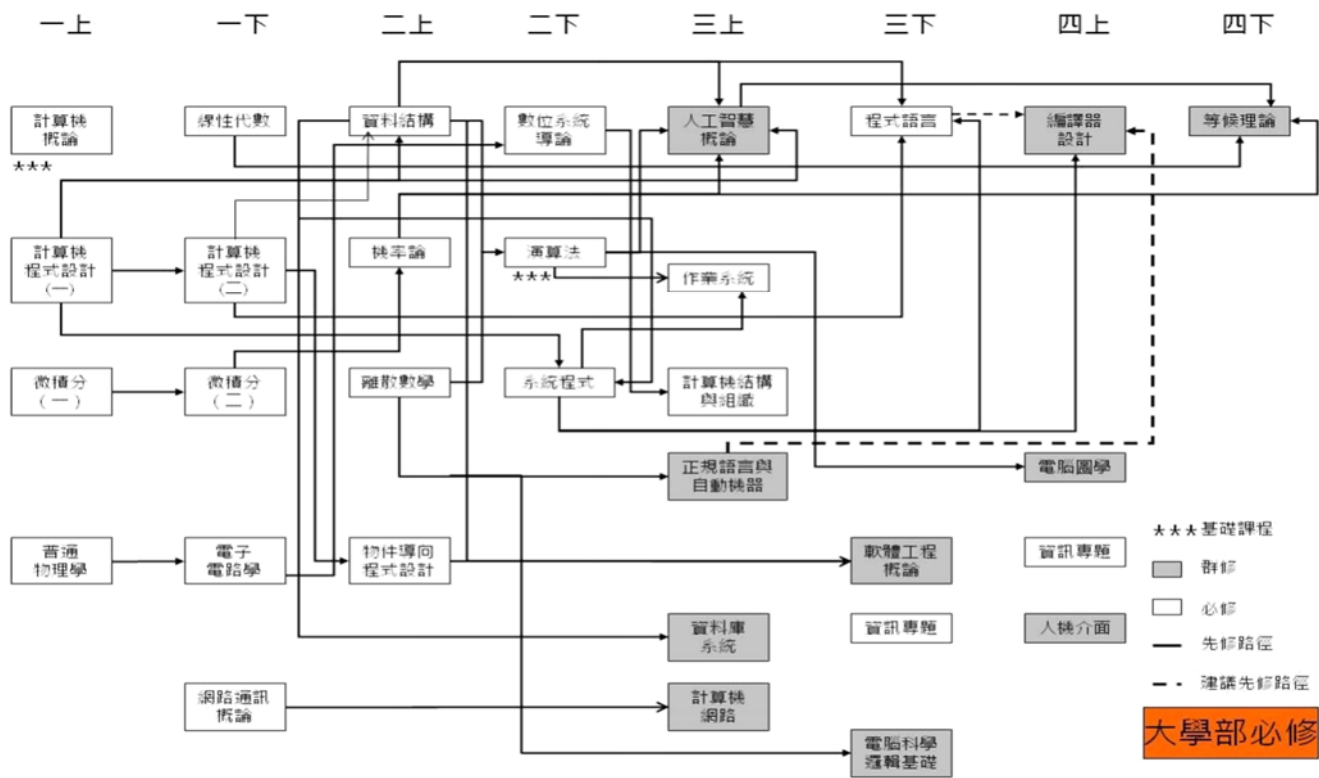 一上
一下
二上
二下
三上
三下
四上
四下
計算機
概論
***
線性代數
資料結構
數位系統
導論
人工智慧
概論
程式語言
編譯器
設計
等候理論
計算機
程式設計
(一)
計算機
程式設計
(二)
機率論
演算法
***
作業系統
微積分
(一)
微積分
(二)
離散數學
系統程式
計算機結構
與組織
正規語言與
自動機器
電腦圖學
普通
物理學
電子
電路學
物件導向
程式設計
軟體工程
概論
資訊專題
資料庫
系統
資訊專題
人機介面
網路通訊
概論
計算機
網路
電腦科學
邏輯基礎
***基礎課程
群修
必修
先修路徑
建議先修路徑
大學部必修